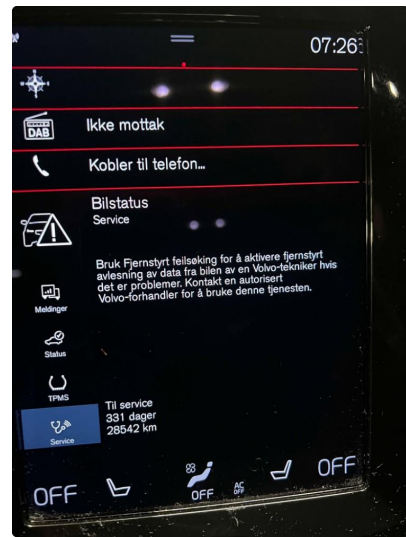 07:26
DAB
Ikke mottak
Kobler til telefon...
Bilstatus
Service
Bruk Fjernstyrt feilsøking for å aktivere fjernstyrt
avlesning av data fra bilen av en Volvo-tekniker hvis
det er problemer. Kontakt en autorisert
Volvo-forhandler for å bruke denne tjenesten.
Meldinger
Status
TPMS
Service
Til service
331 dager
28542 km
OFF
OFF
AC
OFF
OFF